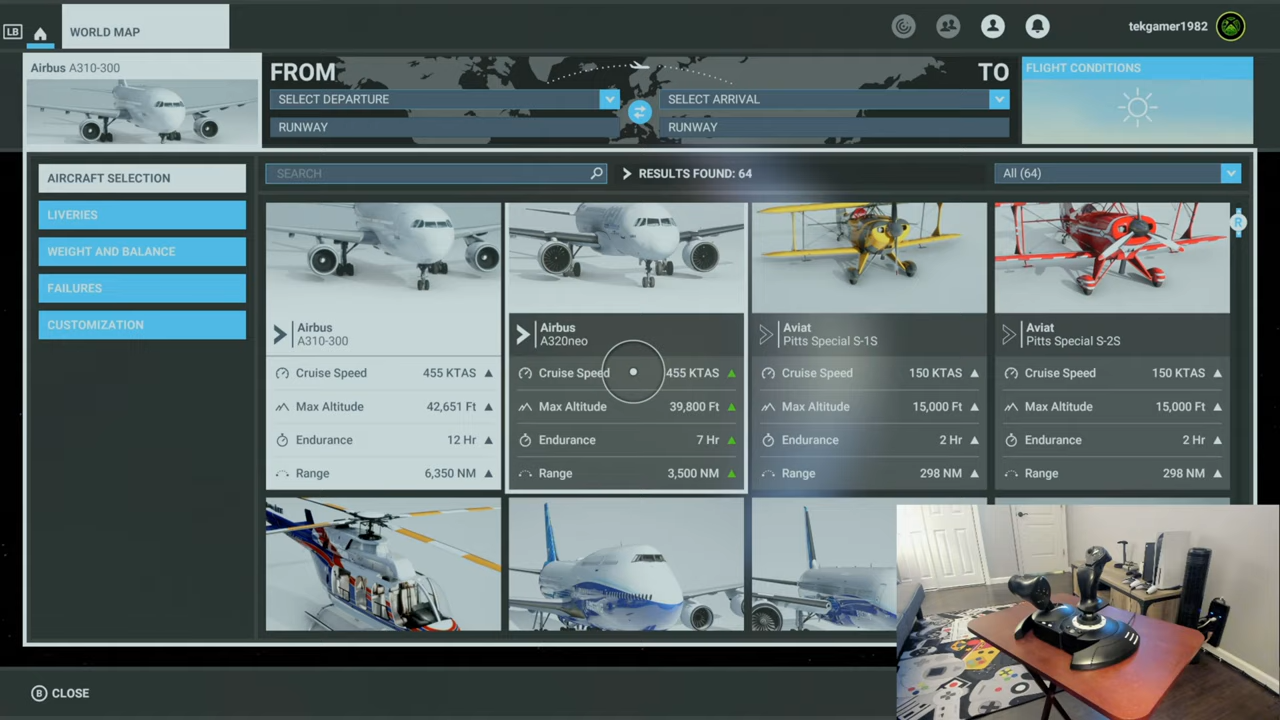 LB
WORLD MAP
tekgamer1982
Airbus A310-300
FROM
TO
SELECT DEPARTURE
SELECT ARRIVAL
RUNWAY
RUNWAY
FLIGHT CONDITIONS
AIRCRAFT SELECTION
LIVERIES
WEIGHT AND BALANCE
FAILURES
CUSTOMIZATION
SEARCH
RESULTS FOUND: 64
All (64)
R
Airbus
A310-300
Cruise Speed 455 KTAS
Max Altitude 42,651 Ft
Endurance 12 Hr
Range 6,350 NM
Airbus
A320neo
Cruise Speed 455 KTAS
Max Altitude 39,800 Ft
Endurance 7 Hr
Range 3,500 NM
Aviat
Pitts Special S-1S
Cruise Speed 150 KTAS
Max Altitude 15,000 Ft
Endurance 2 Hr
Range 298 NM
Aviat
Pitts Special S-2S
Cruise Speed 150 KTAS
Max Altitude 15,000 Ft
Endurance 2 Hr
Range 298 NM
B CLOSE